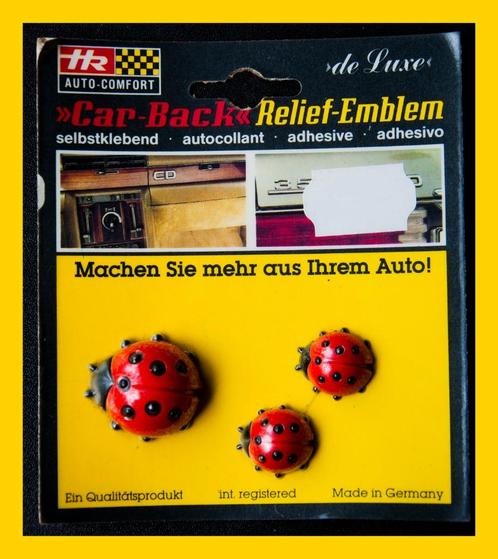 HR
AUTO-COMFORT
›de Luxe‹
»Car-Back« Relief-Emblem
selbstklebend · autocollant · adhesive · adhesivo
CD
Machen Sie mehr aus Ihrem Auto!
Ein Qualitätsprodukt int. registered Made in Germany